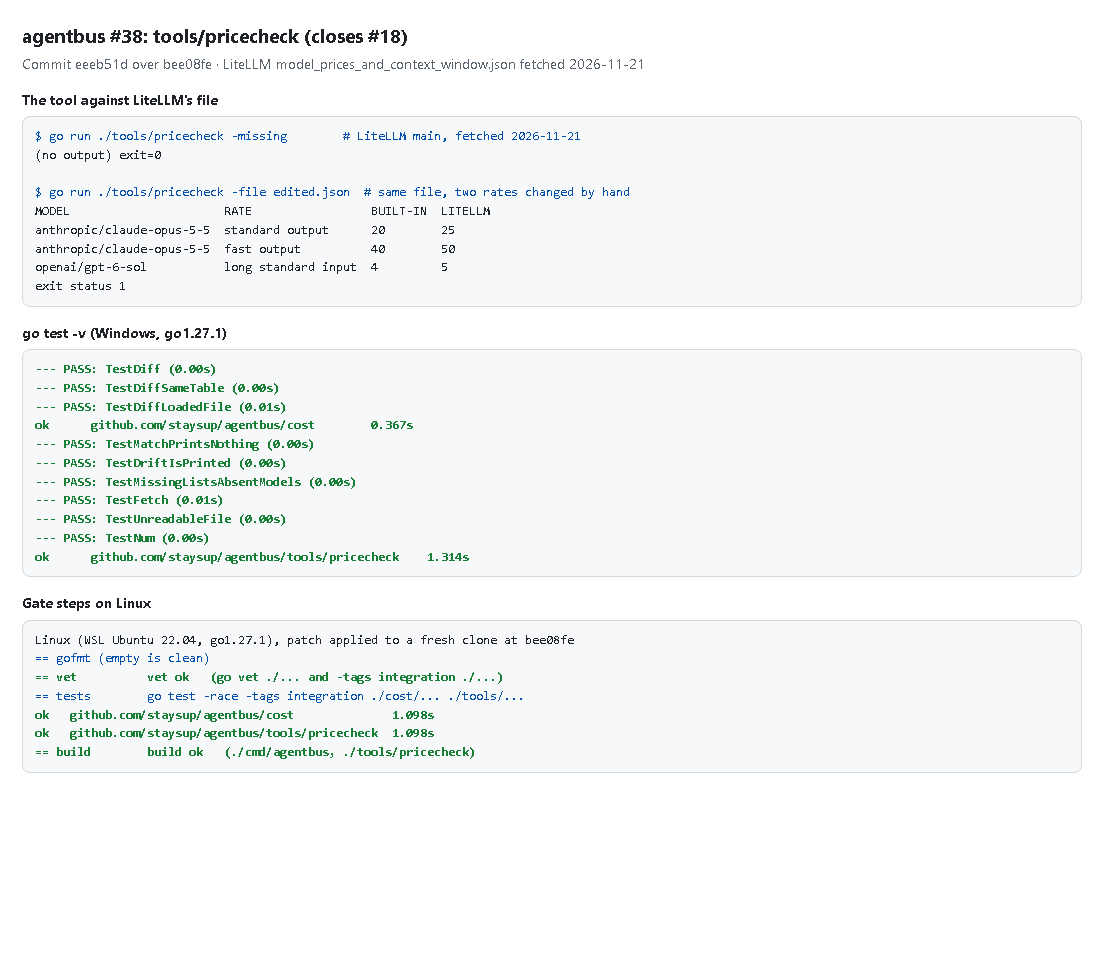 agentbus #38: tools/pricecheck (closes #18)
Commit eeeb51d over bee08fe · LiteLLM model_prices_and_context_window.json fetched 2026-11-21
The tool against LiteLLM's file
$ go run ./tools/pricecheck -missing        # LiteLLM main, fetched 2026-11-21
(no output) exit=0
$ go run ./tools/pricecheck -file edited.json  # same file, two rates changed by hand
MODEL                      RATE                 BUILT-IN  LITELLM
anthropic/claude-opus-5-5  standard output      20        25
anthropic/claude-opus-5-5  fast output          40        50
openai/gpt-6-sol           long standard input  4         5
exit status 1
go test -v (Windows, go1.27.1)
--- PASS: TestDiff (0.00s)
--- PASS: TestDiffSameTable (0.00s)
--- PASS: TestDiffLoadedFile (0.01s)
ok      github.com/staysup/agentbus/cost        0.367s
--- PASS: TestMatchPrintsNothing (0.00s)
--- PASS: TestDriftIsPrinted (0.00s)
--- PASS: TestMissingListsAbsentModels (0.00s)
--- PASS: TestFetch (0.01s)
--- PASS: TestUnreadableFile (0.00s)
--- PASS: TestNum (0.00s)
ok      github.com/staysup/agentbus/tools/pricecheck    1.314s
Gate steps on Linux
Linux (WSL Ubuntu 22.04, go1.27.1), patch applied to a fresh clone at bee08fe
== gofmt (empty is clean)
== vet          vet ok   (go vet ./... and -tags integration ./...)
== tests        go test -race -tags integration ./cost/... ./tools/...
ok   github.com/staysup/agentbus/cost              1.098s
ok   github.com/staysup/agentbus/tools/pricecheck  1.098s
== build        build ok   (./cmd/agentbus, ./tools/pricecheck)